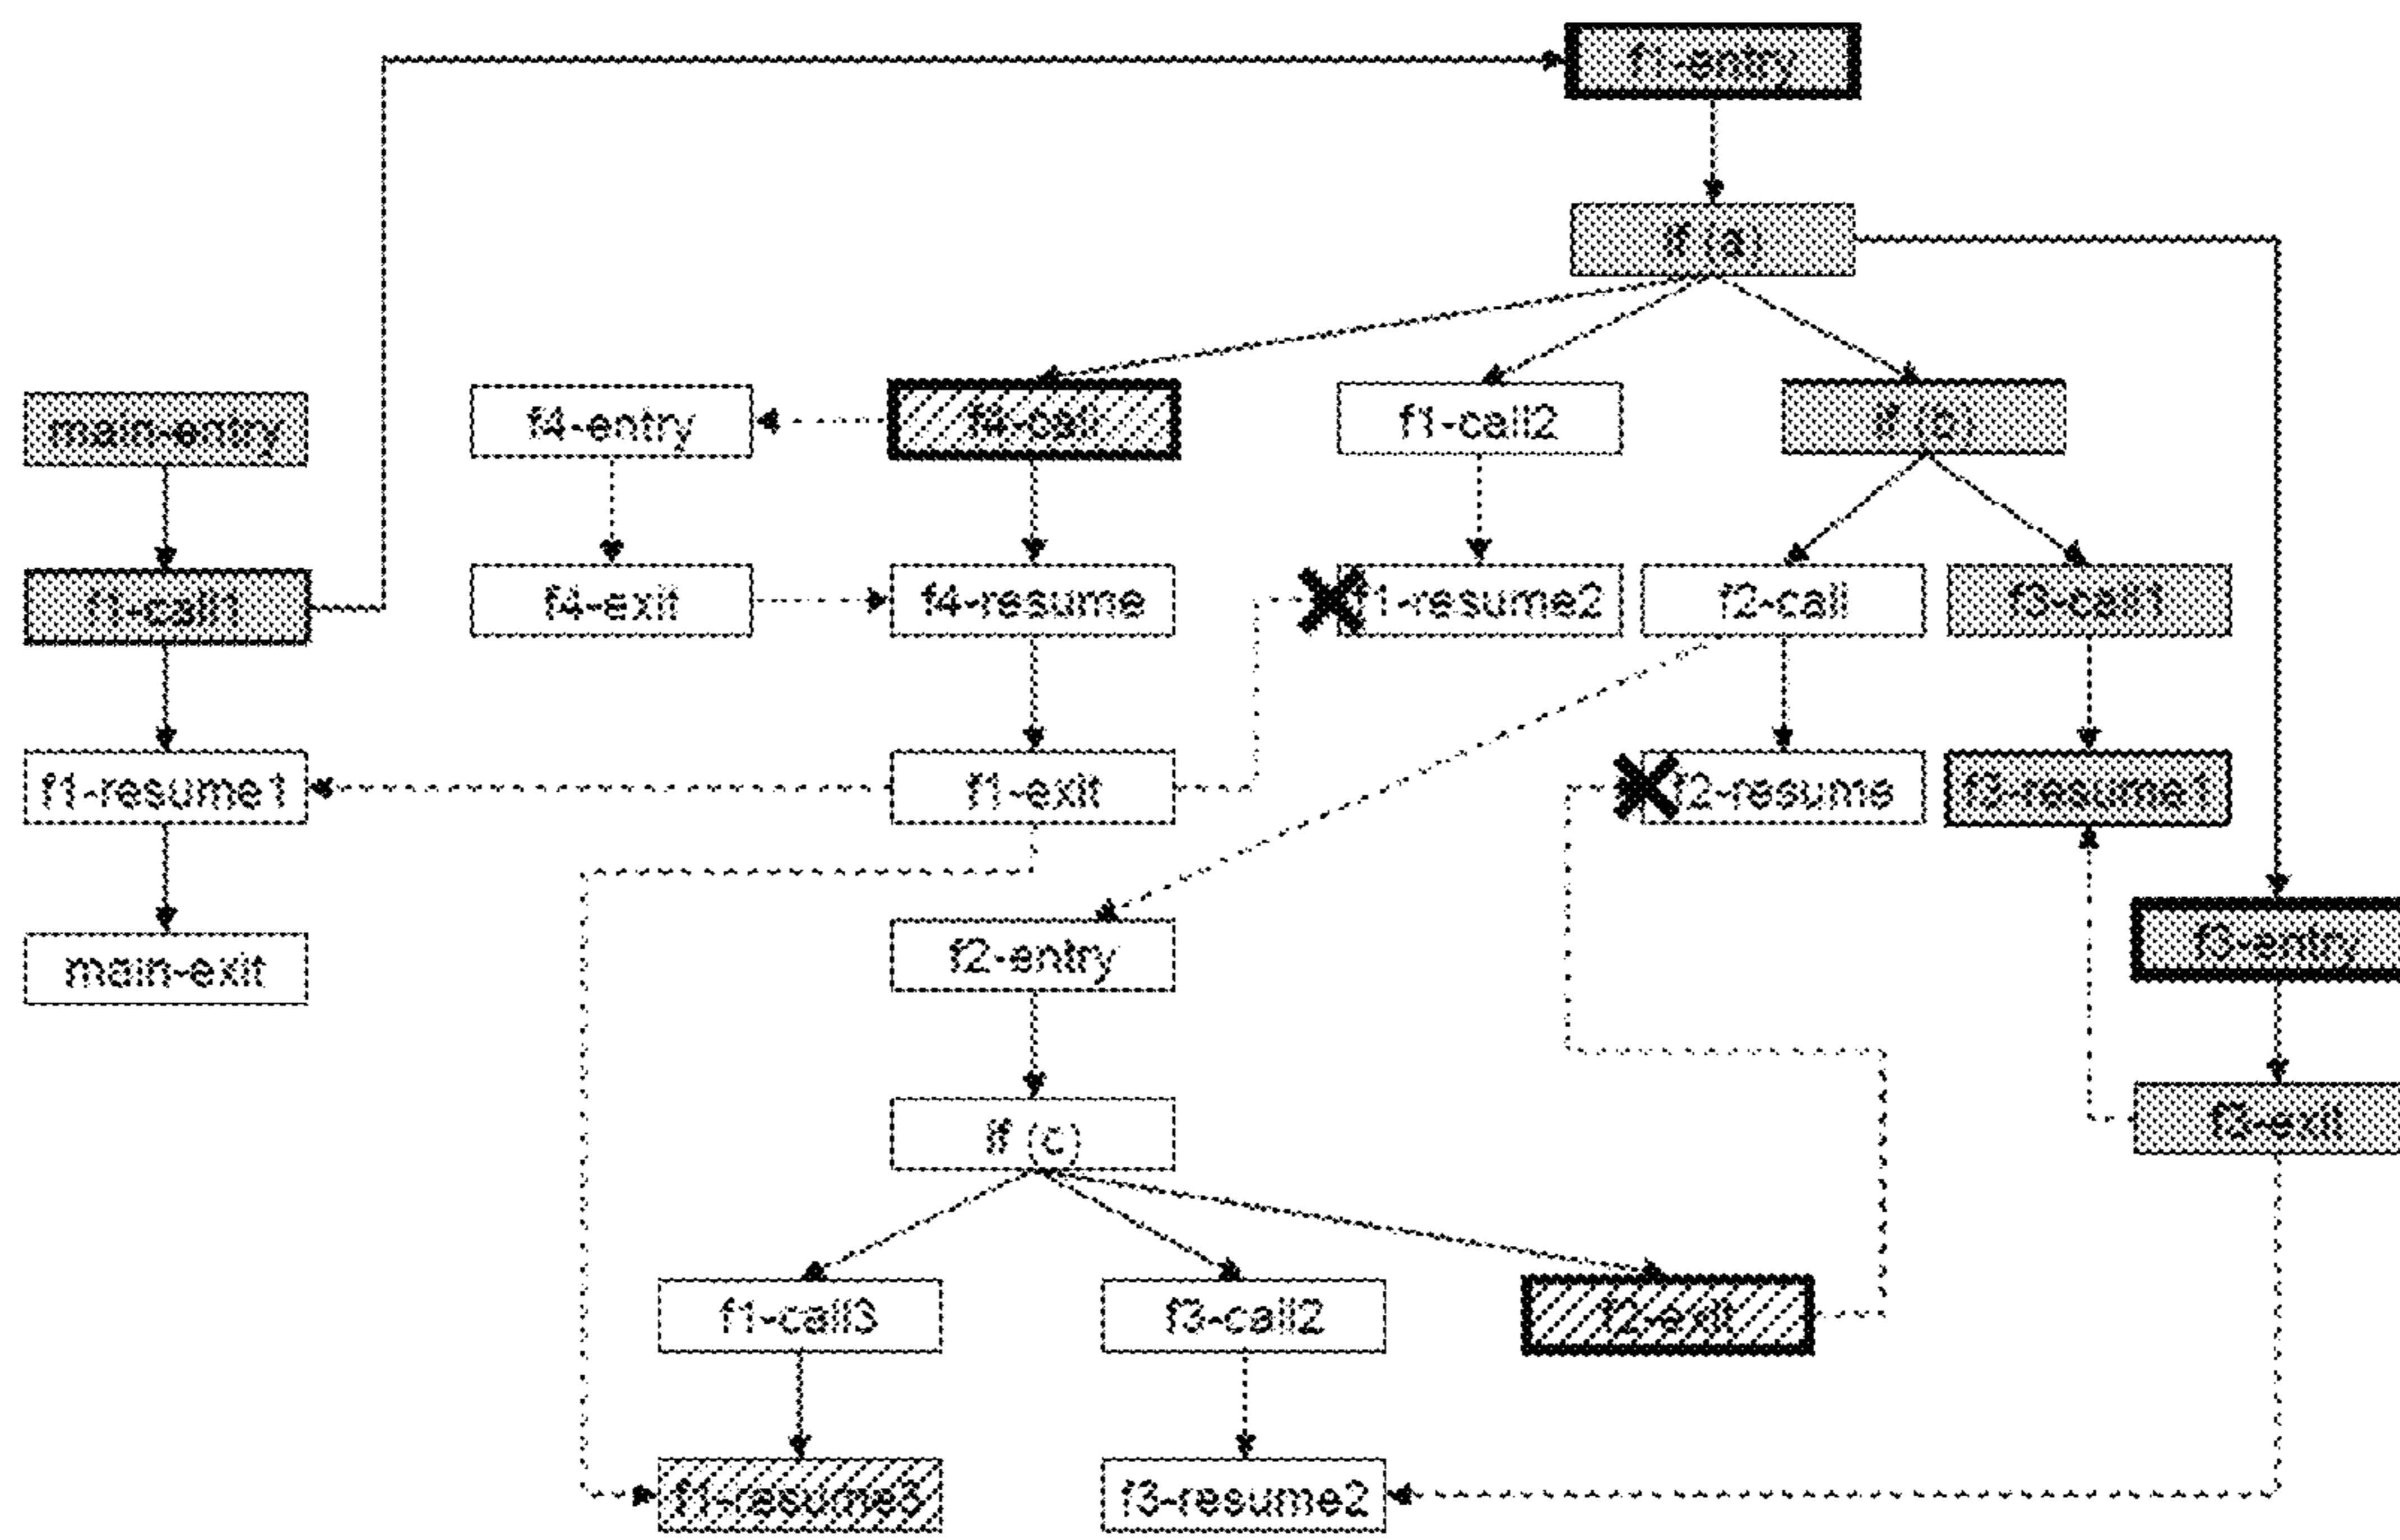 f1-entry
if (a)
main-entry
f4-entry
f4-call
f1-call2
f1-call1
f4-exit
f4-resume
f1-resume2
f2-call
f3-call1
f1-resume1
f1-exit
f2-resume
f3-resume1
main-exit
f2-entry
f3-entry
if (c)
f3-exit
f1-call3
f3-call2
f2-exit
f1-resume3
f3-resume2